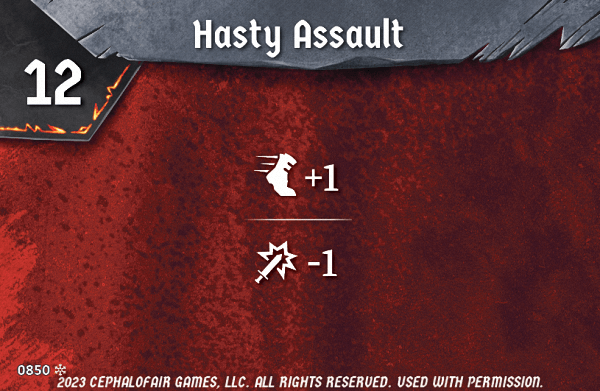 Hasty Assault
12
+1
-1
0850
2023 CEPHALOFAIR GAMES, LLC. ALL RIGHTS RESERVED. USED WITH PERMISSION.